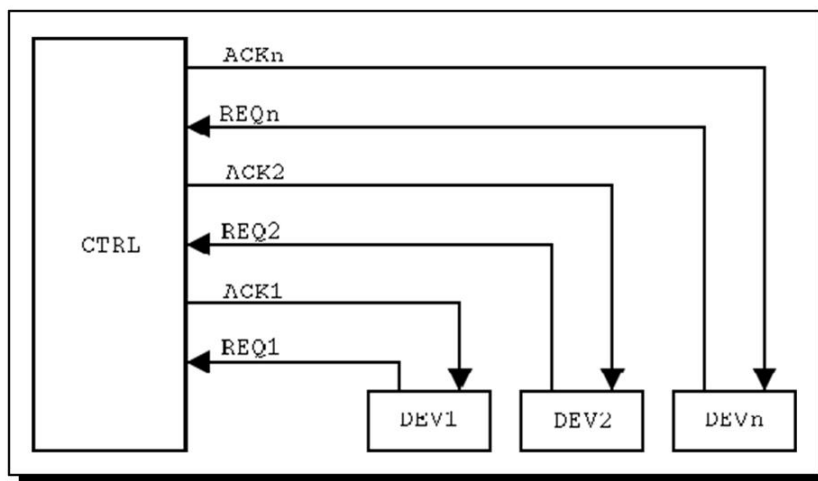 ACKn
REQn
ACK2
REQ2
CTRL
ACK1
REQ1
DEV1
DEV2
DEVn